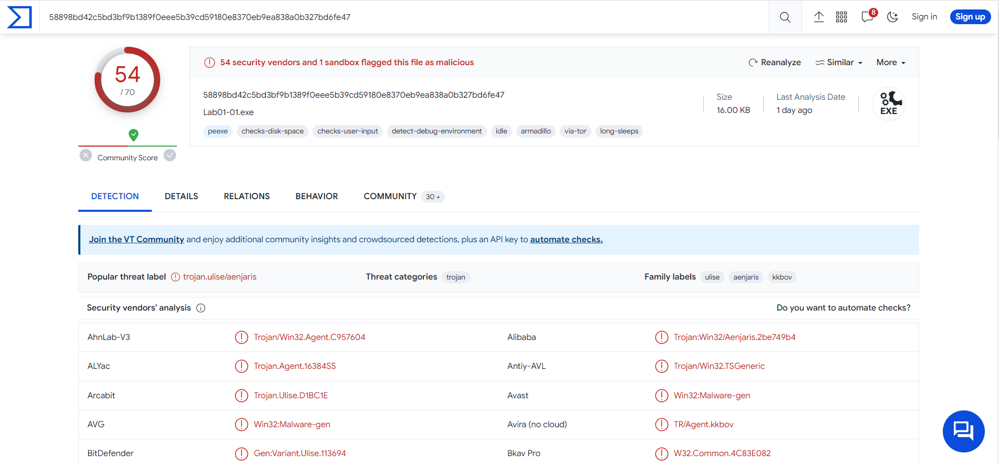 58898bd42c5bd3bf9b1389f0eee5b39cd59180e8370eb9ea838a0b327bd6fe47
8
Sign in
Sign up
54
/ 70
Community Score
54 security vendors and 1 sandbox flagged this file as malicious
Reanalyze
Similar
More
58898bd42c5bd3bf9b1389f0eee5b39cd59180e8370eb9ea838a0b327bd6fe47
Lab01-01.exe
peexe checks-disk-space checks-user-input detect-debug-environment idle armadillo via-tor long-sleeps
Size
16.00 KB
Last Analysis Date
1 day ago
EXE
DETECTION DETAILS RELATIONS BEHAVIOR COMMUNITY 30 +
Join the VT Community and enjoy additional community insights and crowdsourced detections, plus an API key to automate checks.
Popular threat label trojan.ulise/aenjaris Threat categories trojan Family labels ulise aenjaris kkbov
Security vendors' analysis Do you want to automate checks?
AhnLab-V3 Trojan/Win32.Agent.C957604 Alibaba Trojan:Win32/Aenjaris.2be749b4
ALYac Trojan.Agent.16384SS Antiy-AVL Trojan/Win32.TSGeneric
Arcabit Trojan.Ulise.D1BC1E Avast Win32:Malware-gen
AVG Win32:Malware-gen Avira (no cloud) TR/Agent.kkbov
BitDefender Gen:Variant.Ulise.113694 Bkav Pro W32.Common.4C83E082